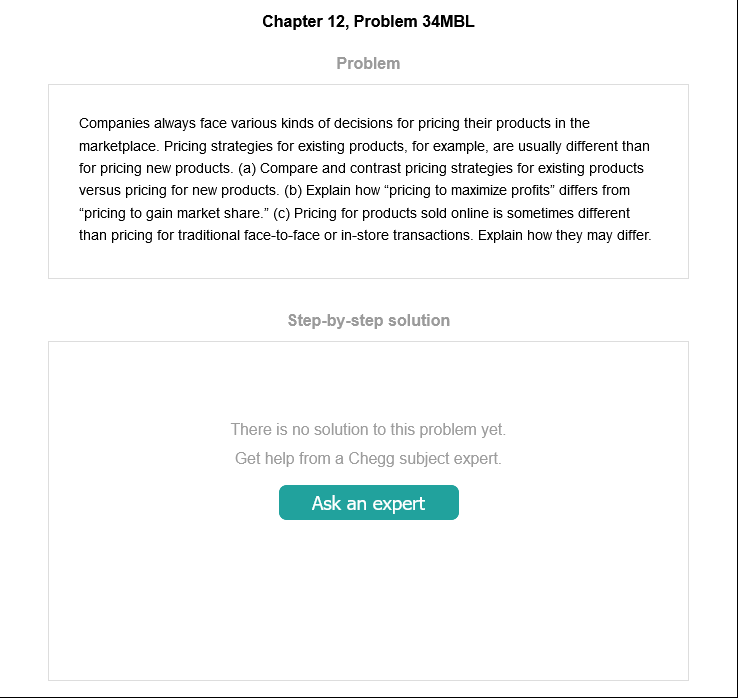 Chapter 12, Problem 34MBL
Problem
Companies always face various kinds of decisions for pricing their products in the
marketplace. Pricing strategies for existing products, for example, are usually different than
for pricing new products. (a) Compare and contrast pricing strategies for existing products
versus pricing for new products. (b) Explain how “pricing to maximize profits” differs from
“pricing to gain market share.” (c) Pricing for products sold online is sometimes different
than pricing for traditional face-to-face or in-store transactions. Explain how they may differ.
Step-by-step solution
There is no solution to this problem yet.
Get help from a Chegg subject expert.
Ask an expert